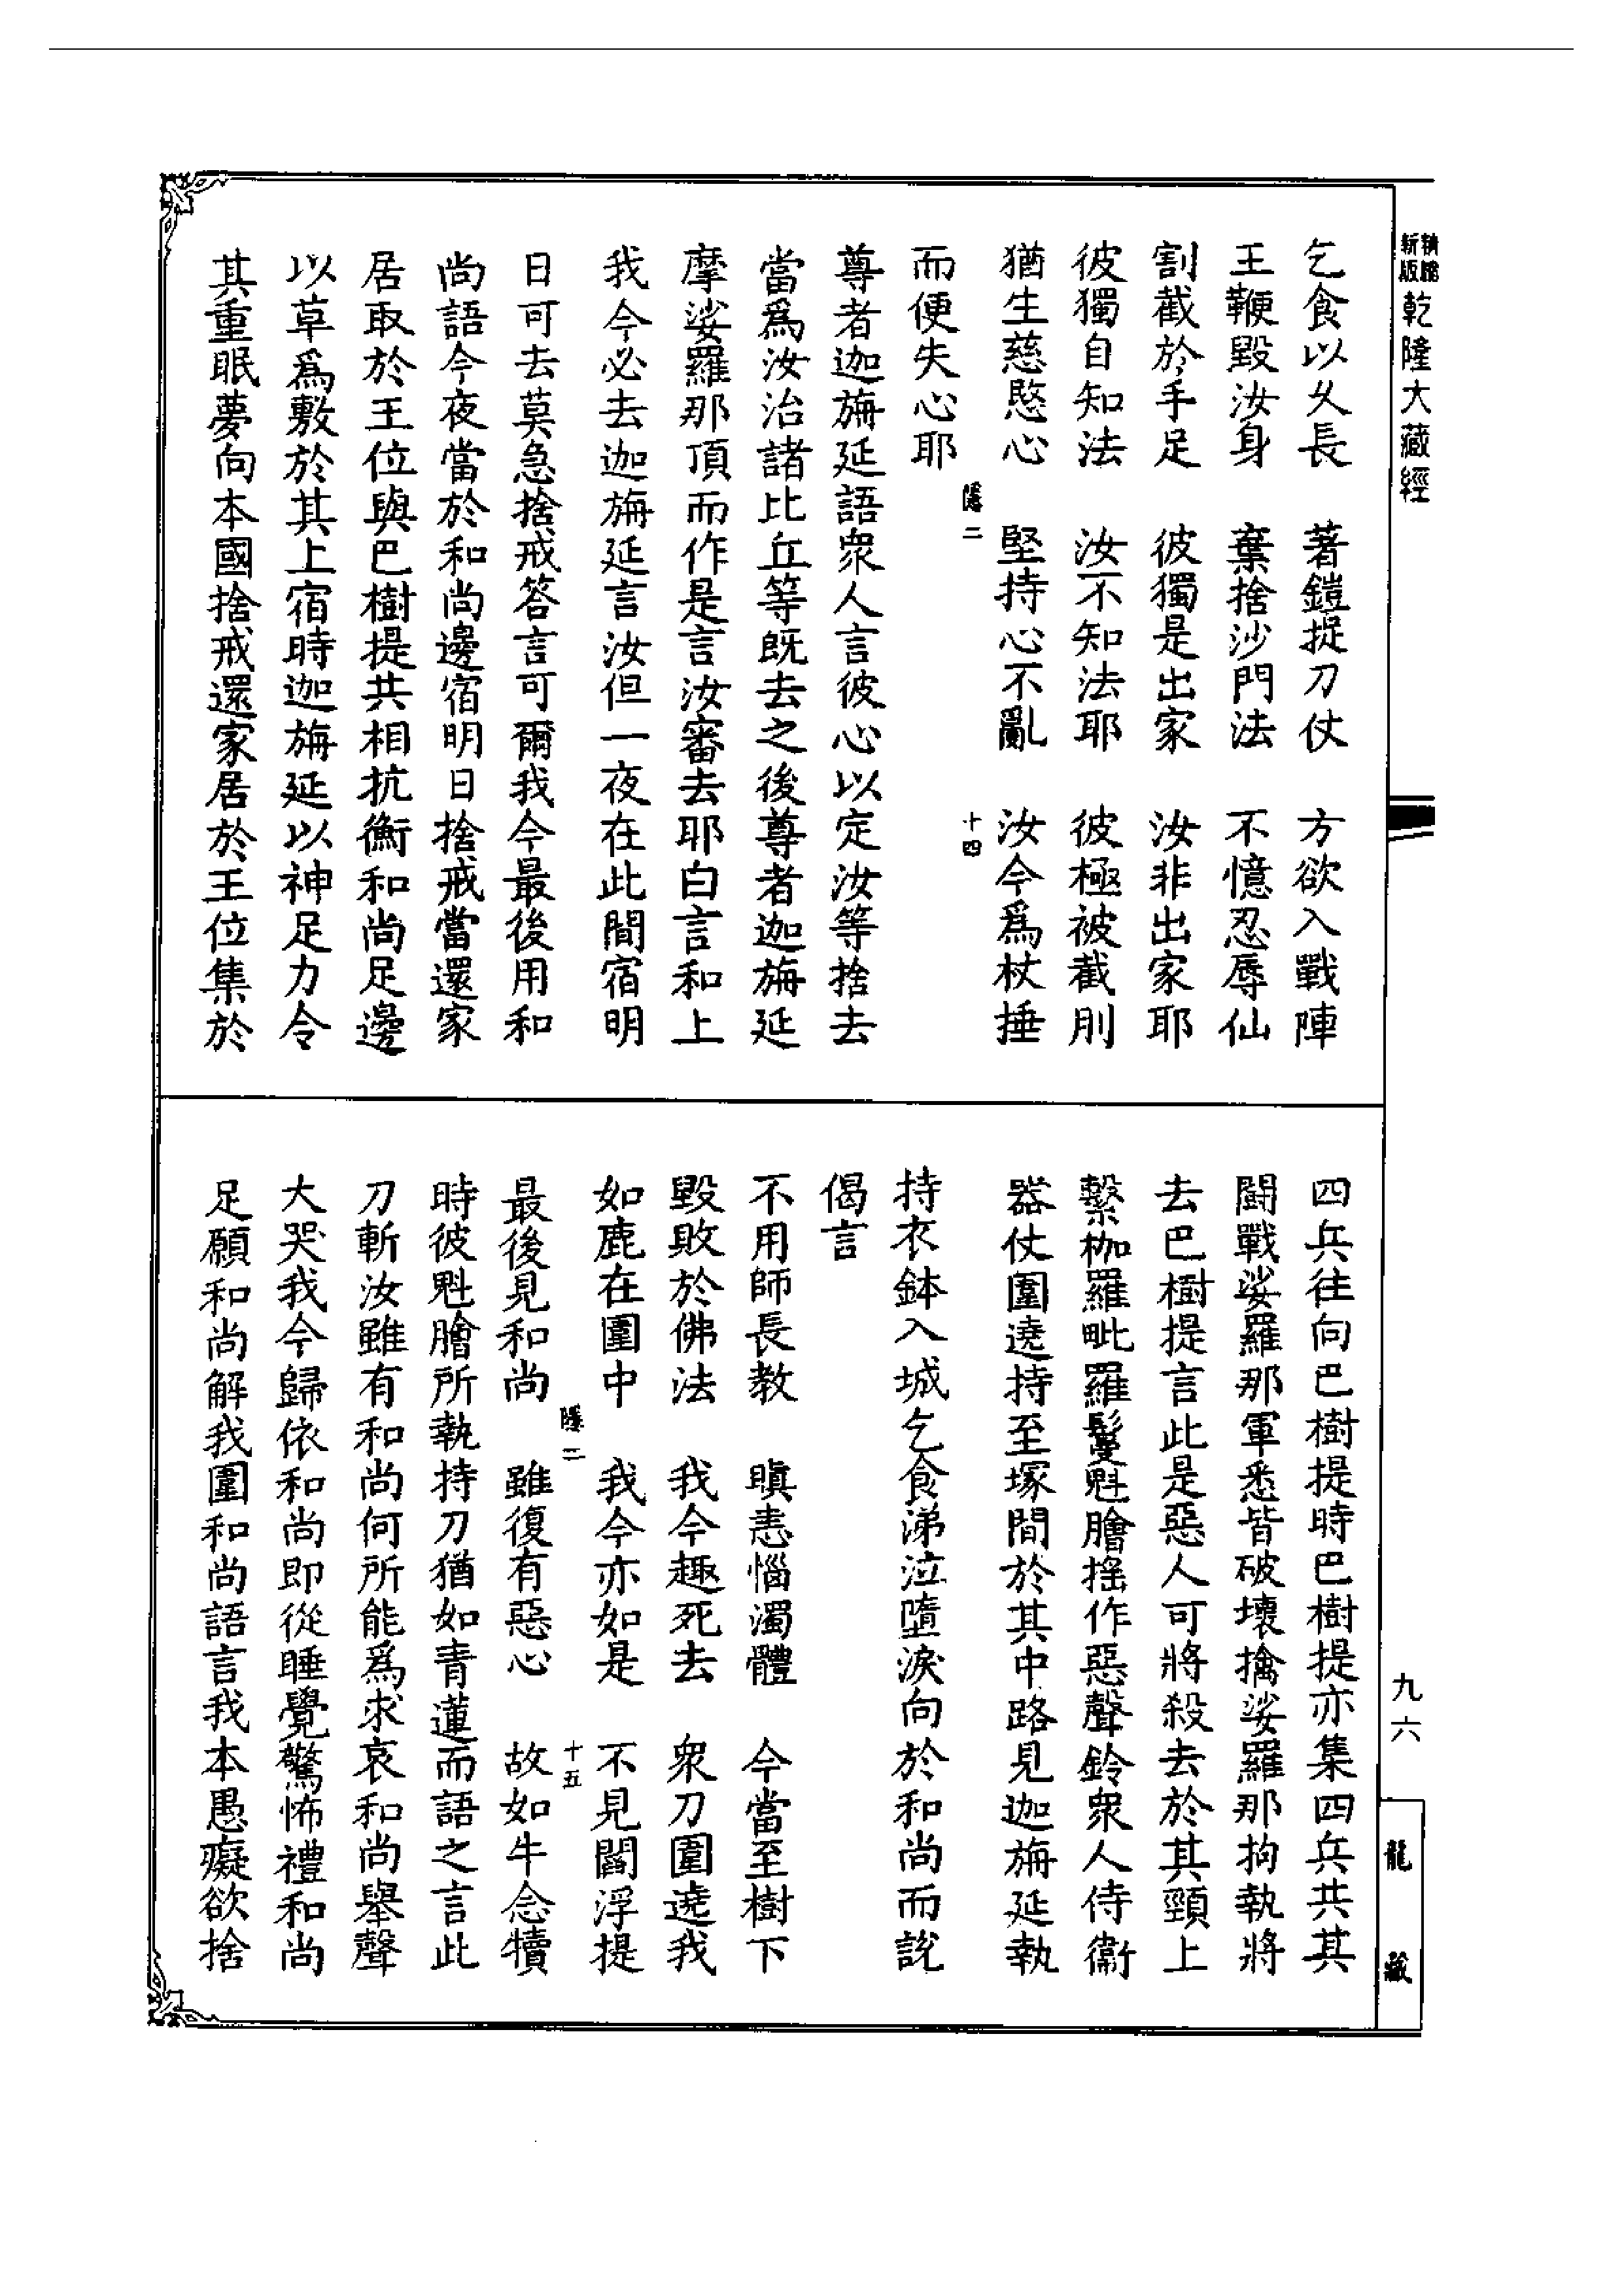 新版
乾隆大藏經
乞食以久長　著鎧捉刀仗　方欲入戰陣
王鞭毀汝身　棄捨沙門法　不憶忍辱仙
割截於手足　彼獨是出家　汝非出家耶
彼獨自知法　汝不知法耶　彼極被截刖
猶生慈愍心　堅持心不亂　汝今爲杖捶
隱二　十四
而便失心耶
尊者迦旃延語衆人言彼心以定汝等捨去
當爲汝治諸比丘等既去之後尊者迦旃延
摩娑羅那頂而作是言汝審去耶白言和上
我今必去迦旃延言汝但一夜在此間宿明
日可去莫急捨戒答言可爾我今最後用和
尚語今夜當於和尚邊宿明日捨戒當還家
居取於王位與巴樹提共相抗衡和尚足邊
以草爲敷於其上宿時迦旃延以神足力令
其重眠夢向本國捨戒還家居於王位集於
四兵往向巴樹提時巴樹提亦集四兵共其
鬬戰娑羅那軍悉皆破壞擒娑羅那拘執將
去巴樹提言此是惡人可將殺去於其頸上
繫枷羅毗羅鬘魁膾搖作惡聲鈴衆人侍衞
器仗圍遶持至塚間於其中路見迦旃延執
持衣鉢入城乞食涕泣墮淚向於和尚而說
偈言
不用師長教　瞋恚惱濁體　今當至樹下
毀敗於佛法　我今趣死去　衆刀圍遶我
如鹿在圍中　我今亦如是　不見閻浮提
隱二　十五
最後見和尚　雖復有惡心　故如牛念犢
時彼魁膾所執持刀猶如青蓮而語之言此
刀斬汝雖有和尚何所能爲求哀和尚舉聲
大哭我今歸依和尚即從睡覺驚怖禮和尚
足願和尚解我圍和尚語言我本愚癡欲捨
九六
龍藏